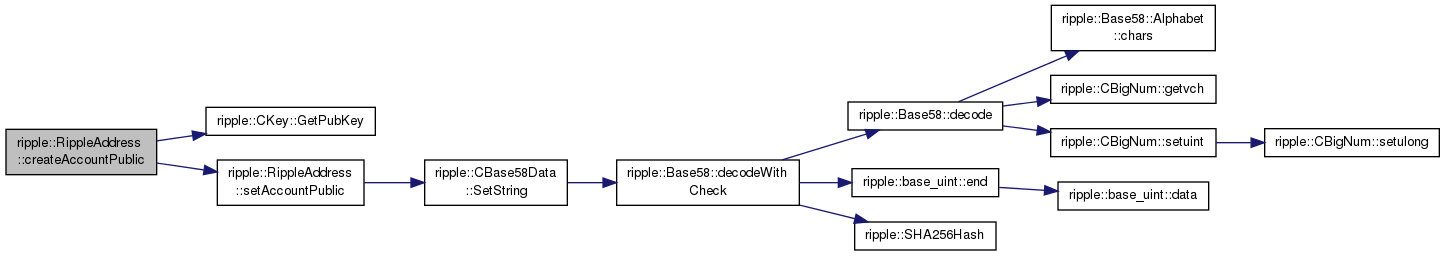 ripple::RippleAddress
::createAccountPublic
ripple::CKey::GetPubKey
ripple::RippleAddress
::setAccountPublic
ripple::CBase58Data
::SetString
ripple::Base58::decodeWith
Check
ripple::Base58::decode
ripple::base_uint::end
ripple::SHA256Hash
ripple::Base58::Alphabet
::chars
ripple::CBigNum::getvch
ripple::CBigNum::setuint
ripple::base_uint::data
ripple::CBigNum::setulong